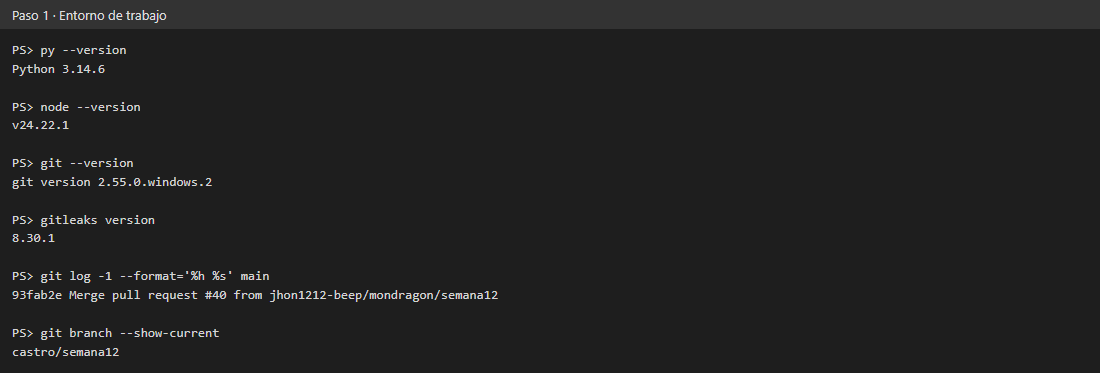 Paso 1 · Entorno de trabajo
PS> py --version
Python 3.14.6
PS> node --version
v24.22.1
PS> git --version
git version 2.55.0.windows.2
PS> gitleaks version
8.30.1
PS> git log -1 --format='%h %s' main
93fab2e Merge pull request #40 from jhon1212-beep/mondragon/semana12
PS> git branch --show-current
castro/semana12